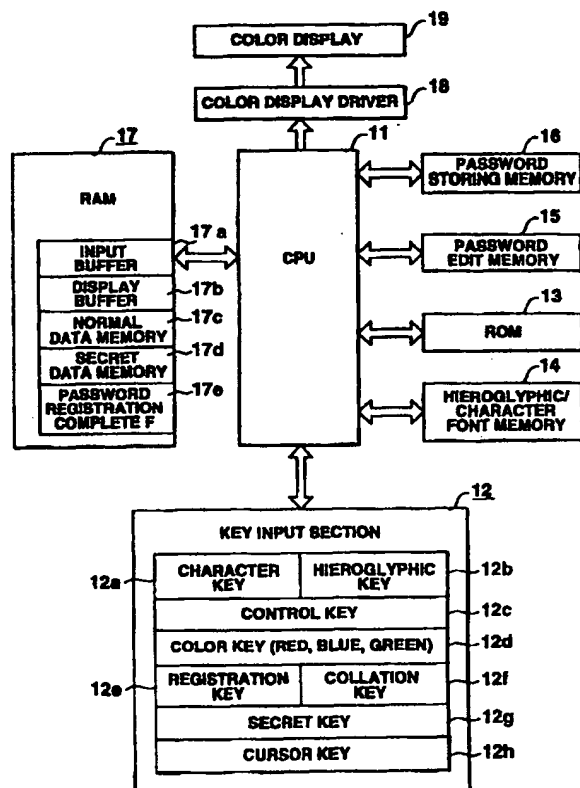 19
COLOR DISPLAY
18
COLOR DISPLAY DRIVER
17
RAM
17a
INPUT
BUFFER
DISPLAY
BUFFER
17b
NORMAL
DATA MEMORY
17c
SECRET
DATA MEMORY
17d
PASSWORD
REGISTRATION
COMPLETE F
17e
11
CPU
16
PASSWORD
STORING MEMORY
15
PASSWORD
EDIT MEMORY
13
ROM
14
HIEROGLYPHIC/
CHARACTER
FONT MEMORY
12
KEY INPUT SECTION
12a
CHARACTER
KEY
HIEROGLYPHIC
KEY
12b
CONTROL KEY
12c
COLOR KEY (RED, BLUE, GREEN)
12d
12e
REGISTRATION
KEY
COLLATION
KEY
12f
SECRET KEY
12g
CURSOR KEY
12h